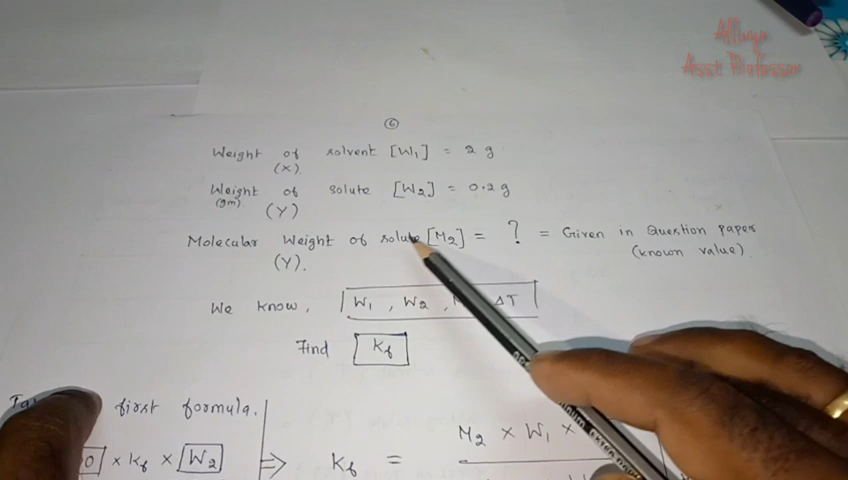 Alluya
Asst Professor
6
Weight of solvent [W1] = 2 g
(X).
Weight of solute [W2] = 0.2 g
(gm) (Y)
Molecular Weight of solute [M2] = ? = Given in Question paper
(Y). (known value).
We know, W1 , W2 , ΔT
Find Kf
first formula.
× Kf × W2 ⇒ Kf = M2 × W1 ×